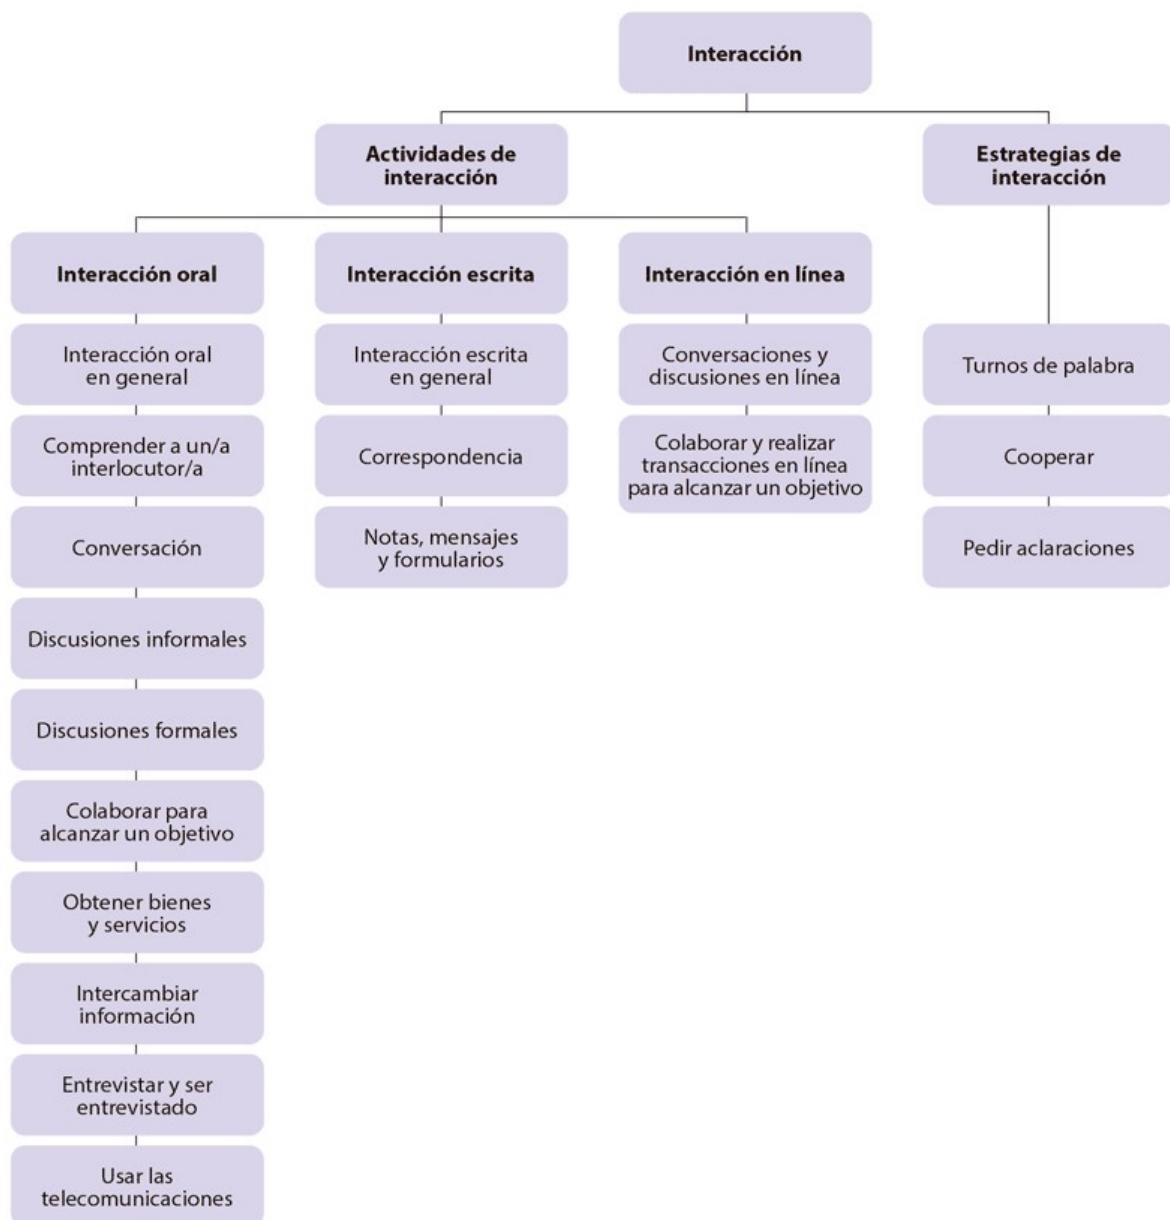 Interacción
Actividades de
interacción
Estrategias de
interacción
Interacción oral
Interacción escrita
Interacción en línea
Interacción oral
en general
Interacción escrita
en general
Conversaciones y
discusiones en línea
Turnos de palabra
Comprender a un/a
interlocutor/a
Correspondencia
Colaborar y realizar
transacciones en línea
para alcanzar un objetivo
Cooperar
Conversación
Notas, mensajes
y formularios
Pedir aclaraciones
Discusiones informales
Discusiones formales
Colaborar para
alcanzar un objetivo
Obtener bienes
y servicios
Intercambiar
información
Entrevistar y ser
entrevistado
Usar las
telecomunicaciones